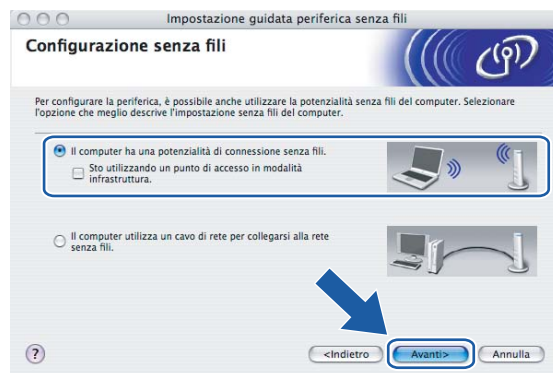 Impostazione guidata periferica senza fili
Configurazione senza fili
Per configurare la periferica, è possibile anche utilizzare la potenzialità senza fili del computer. Selezionare
l'opzione che meglio descrive l'impostazione senza fili del computer.
Il computer ha una potenzialità di connessione senza fili.
Sto utilizzando un punto di accesso in modalità
infrastruttura.
Il computer utilizza un cavo di rete per collegarsi alla rete
senza fili.
?
<Indietro
Avanti>
Annulla